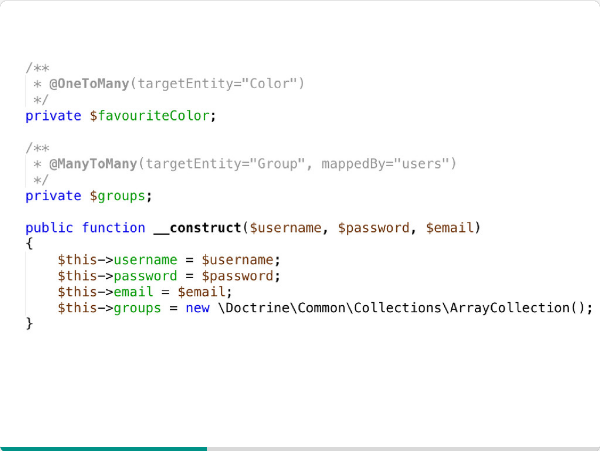 /**
 * @OneToMany(targetEntity="Color")
 */
private $favouriteColor;
/**
 * @ManyToMany(targetEntity="Group", mappedBy="users")
 */
private $groups;
public function __construct($username, $password, $email)
{
    $this->username = $username;
    $this->password = $password;
    $this->email = $email;
    $this->groups = new \Doctrine\Common\Collections\ArrayCollection();
}